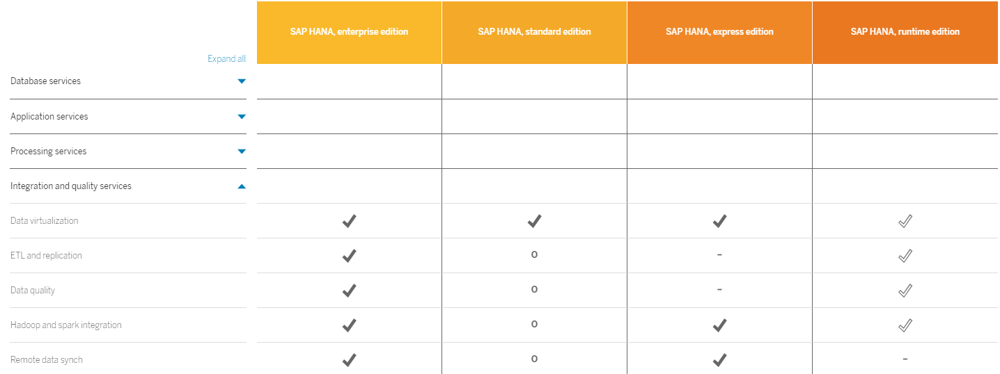 SAP HANA, enterprise edition SAP HANA, standard edition SAP HANA, express edition SAP HANA, runtime edition
Expand all
Database services
Application services
Processing services
Integration and quality services
Data virtualization ✔ ✔ ✔ ✔
ETL and replication ✔ O - ✔
Data quality ✔ O - ✔
Hadoop and spark integration ✔ O ✔ ✔
Remote data synch ✔ O ✔ -